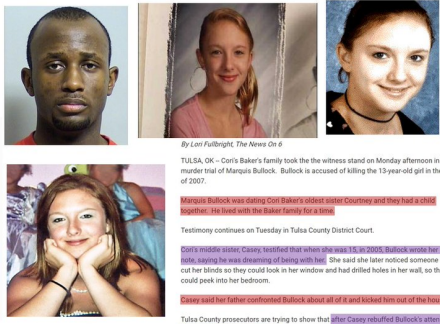 By Lori Fullbright, The News On 6
TULSA, OK -- Cori's Baker's family took the the witness stand on Monday afternoon in
murder trial of Marquis Bullock. Bullock is accused of killing the 13-year-old girl in the
of 2007.
Marquis Bullock was dating Cori Baker's oldest sister Courtney and they had a child
together. He lived with the Baker family for a time.
Testimony continues on Tuesday in Tulsa County District Court.
Cori's middle sister, Casey, testified that when she was 15, in 2005, Bullock wrote her
note, saying he was dreaming of being with her. She said she later noticed someone
cut her blinds so they could look in her window and had drilled holes in her wall, so th
could peek into her bedroom.
Casey said her father confronted Bullock about all of it and kicked him out of the hou
Tulsa County prosecutors are trying to show that after Casey rebuffed Bullock's atten